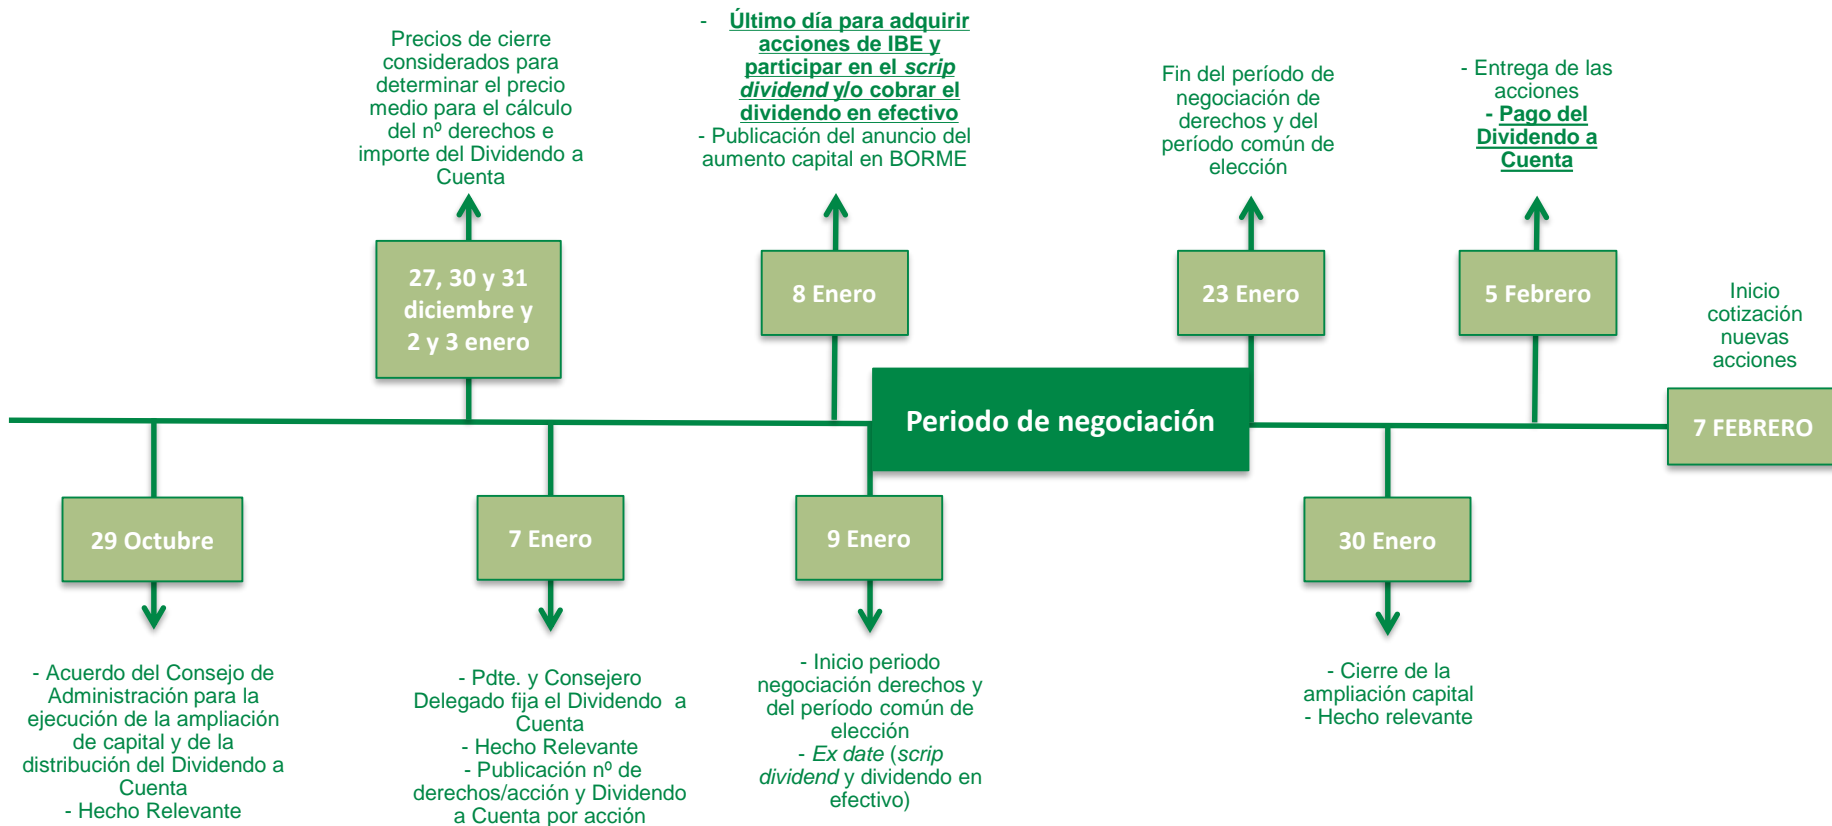 Precios de cierre
considerados para
determinar el precio
medio para el cálculo
del nº derechos e
importe del Dividendo a
Cuenta
- Último día para adquirir
acciones de IBE y
participar en el scrip
dividend y/o cobrar el
dividendo en efectivo
- Publicación del anuncio del
aumento capital en BORME
Fin del período de
negociación de
derechos y del
período común de
elección
- Entrega de las
acciones
- Pago del
Dividendo a
Cuenta
27, 30 y 31
diciembre y
2 y 3 enero
8 Enero
23 Enero
5 Febrero
Inicio
cotización
nuevas
acciones
Periodo de negociación
7 FEBRERO
29 Octubre
7 Enero
9 Enero
30 Enero
- Acuerdo del Consejo de
Administración para la
ejecución de la ampliación
de capital y de la
distribución del Dividendo a
Cuenta
- Hecho Relevante
- Pdte. y Consejero
Delegado fija el Dividendo a
Cuenta
- Hecho Relevante
- Publicación nº de
derechos/acción y Dividendo
a Cuenta por acción
- Inicio periodo
negociación derechos y
del período común de
elección
- Ex date (scrip
dividend y dividendo en
efectivo)
- Cierre de la
ampliación capital
- Hecho relevante